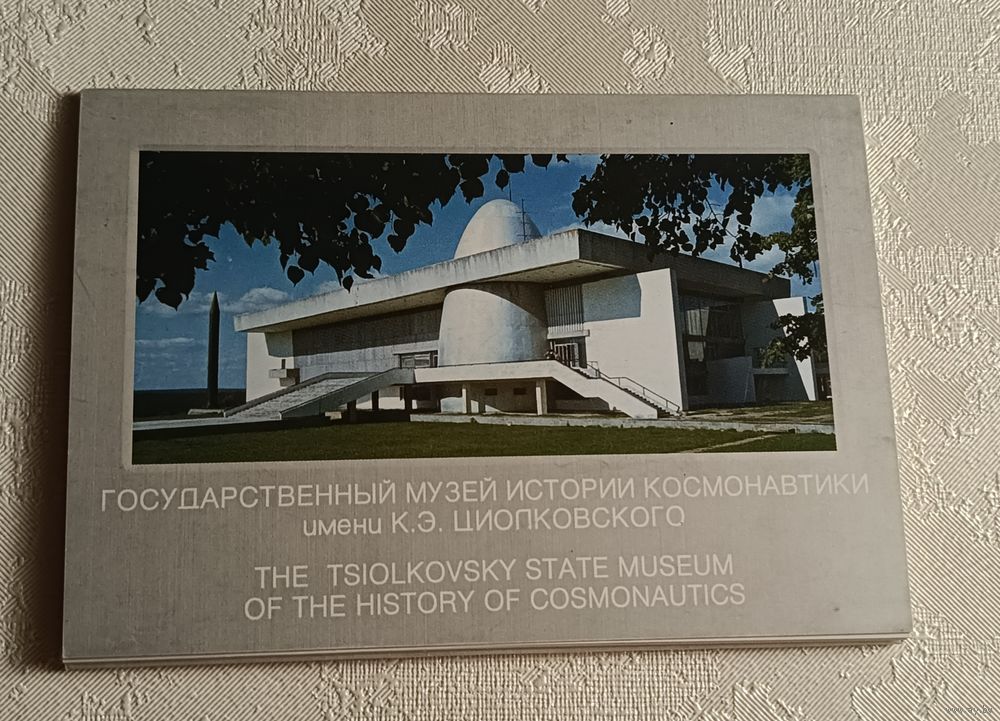 ГОСУДАРСТВЕННЫЙ МУЗЕЙ ИСТОРИИ КОСМОНАВТИКИ
имени К.Э. ЦИОЛКОВСКОГО
THE TSIOLKOVSKY STATE MUSEUM
OF THE HISTORY OF COSMONAUTICS